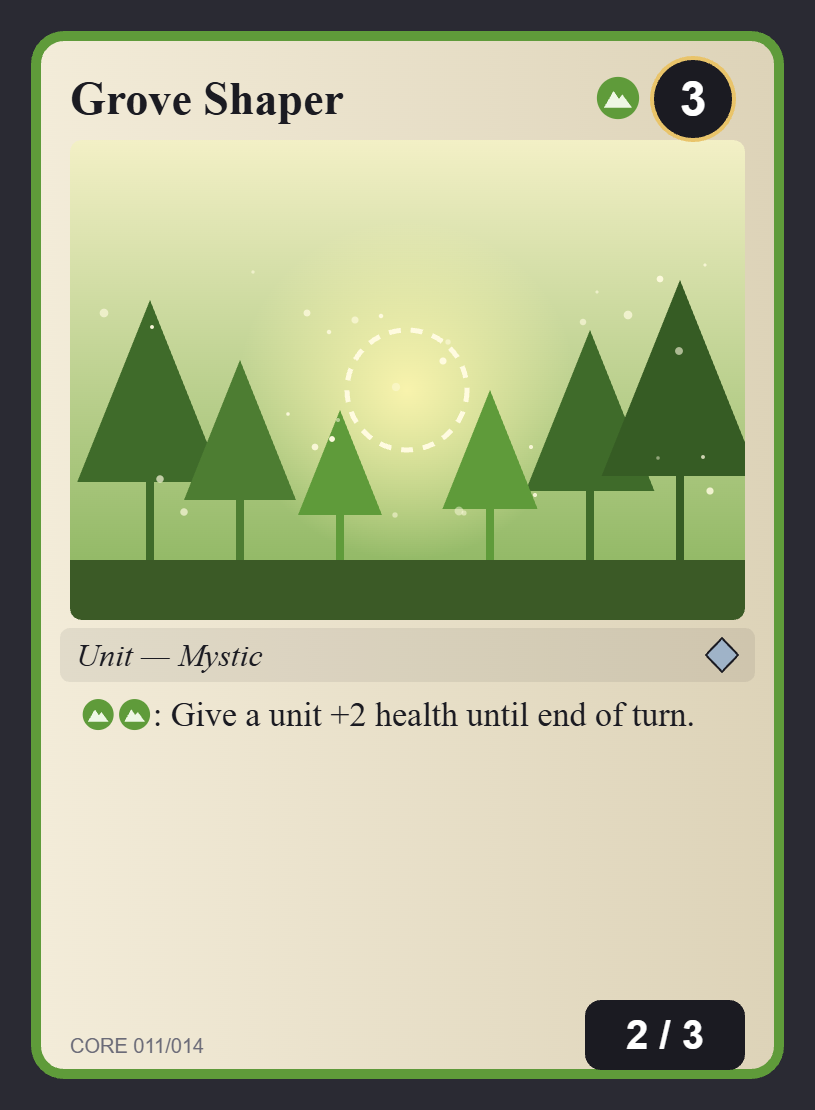 Grove Shaper
3
Unit — Mystic
: Give a unit +2 health until end of turn.
CORE 011/014
2 / 3